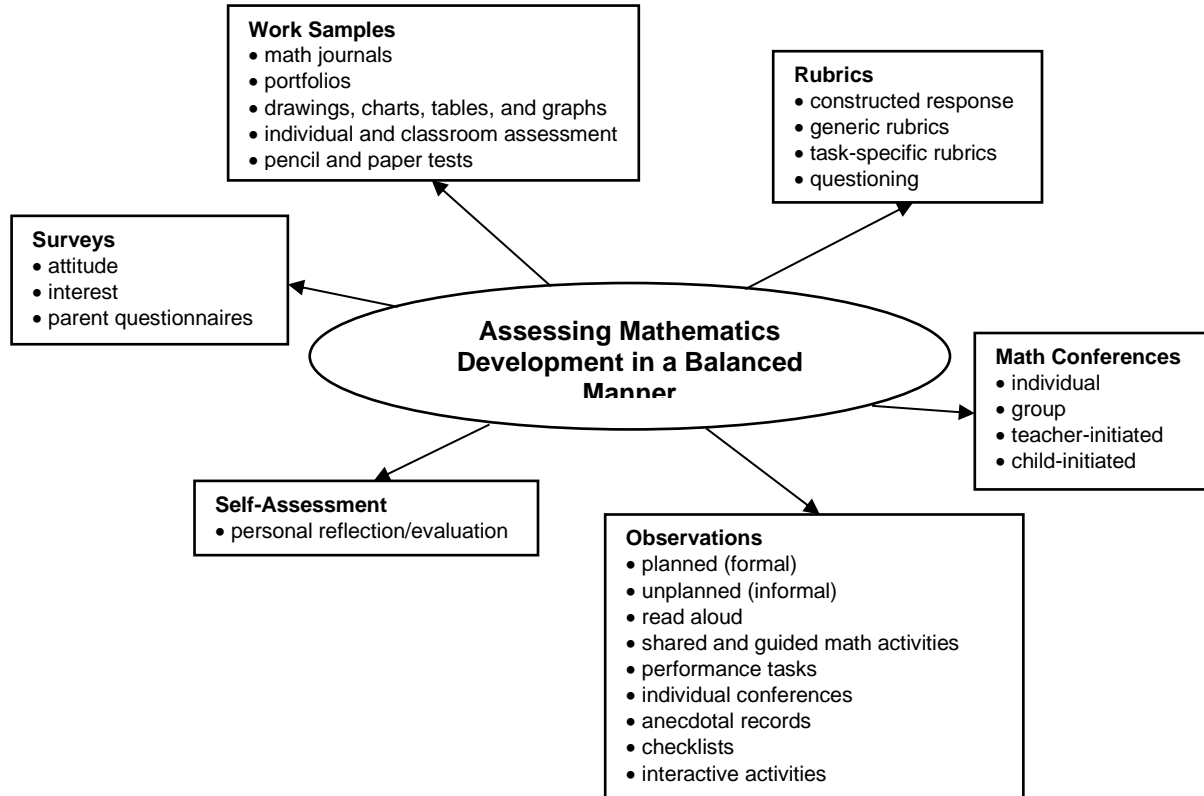 Work Samples
• math journals
• portfolios
• drawings, charts, tables, and graphs
• individual and classroom assessment
• pencil and paper tests
Rubrics
• constructed response
• generic rubrics
• task-specific rubrics
• questioning
Surveys
• attitude
• interest
• parent questionnaires
Assessing Mathematics
Development in a Balanced
Manner
Math Conferences
• individual
• group
• teacher-initiated
• child-initiated
Self-Assessment
• personal reflection/evaluation
Observations
• planned (formal)
• unplanned (informal)
• read aloud
• shared and guided math activities
• performance tasks
• individual conferences
• anecdotal records
• checklists
• interactive activities